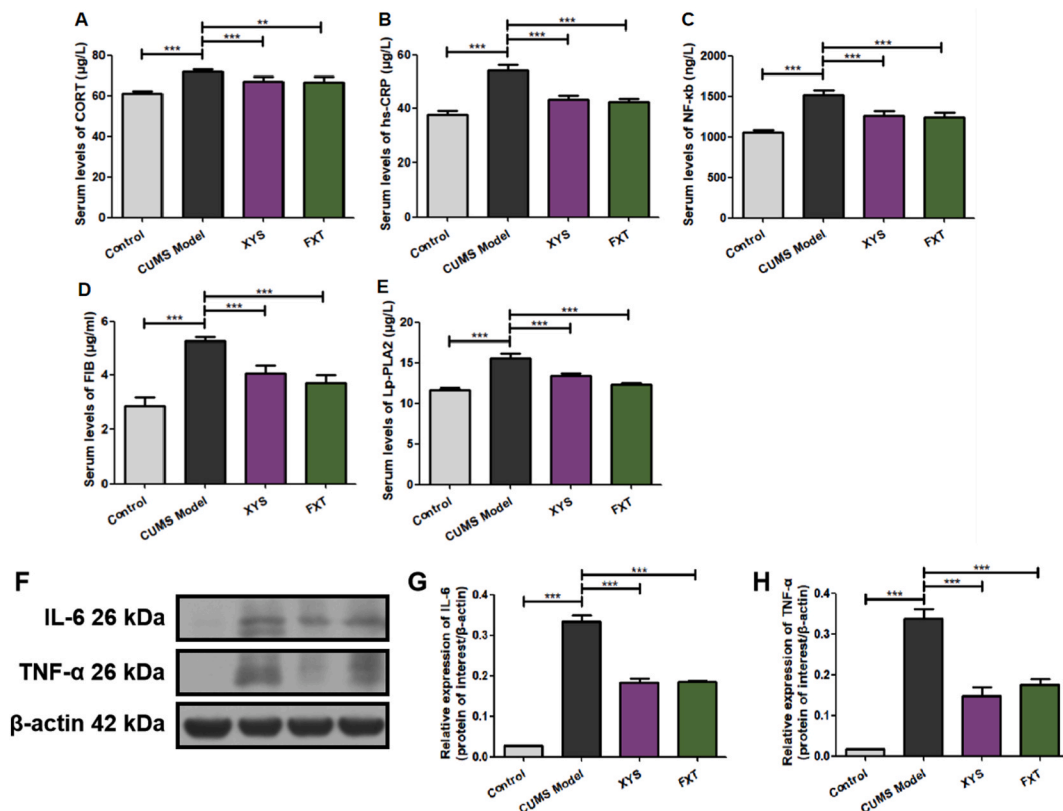 A
Serum levels of CORT (μg/L)
80
60
40
20
0
***
***
**
Control
CUMS Model
XYS
FXT
B
Serum levels of hs-CRP (μg/L)
60
40
20
0
***
***
***
Control
CUMS Model
XYS
FXT
C
Serum levels of NF-κb (ng/L)
2000
1500
1000
500
0
***
***
***
Control
CUMS Model
XYS
FXT
D
Serum levels of FIB (μg/ml)
6
4
2
0
***
***
***
Control
CUMS Model
XYS
FXT
E
Serum levels of Lp-PLA2 (μg/L)
20
15
10
5
0
***
***
***
Control
CUMS Model
XYS
FXT
F
IL-6 26 kDa
TNF-α 26 kDa
β-actin 42 kDa
G
Relative expression of IL-6
(protein of interest/β-actin)
0.4
0.3
0.2
0.1
0.0
***
***
***
Control
CUMS Model
XYS
FXT
H
Relative expression of TNF-α
(protein of interest/β-actin)
0.4
0.3
0.2
0.1
0.0
***
***
***
Control
CUMS Model
XYS
FXT